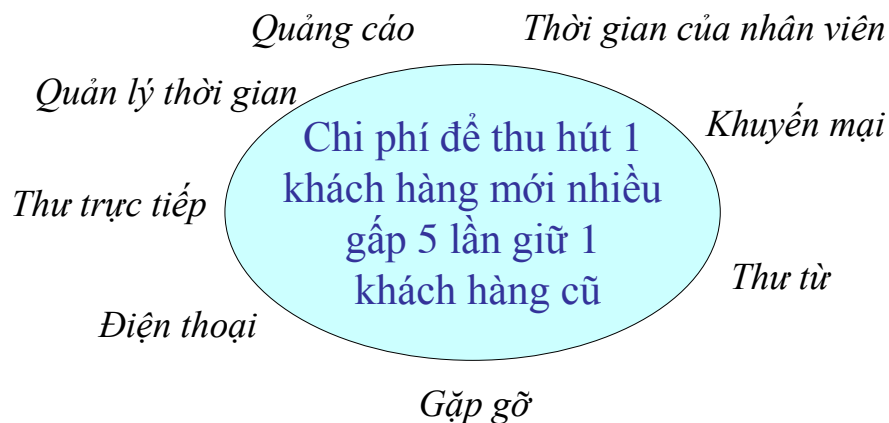 Quảng cáo
Thời gian của nhân viên
Quản lý thời gian
Khuyến mại
Chi phí để thu hút 1
khách hàng mới nhiều
gấp 5 lần giữ 1
khách hàng cũ
Thư trực tiếp
Thư từ
Điện thoại
Gặp gỡ